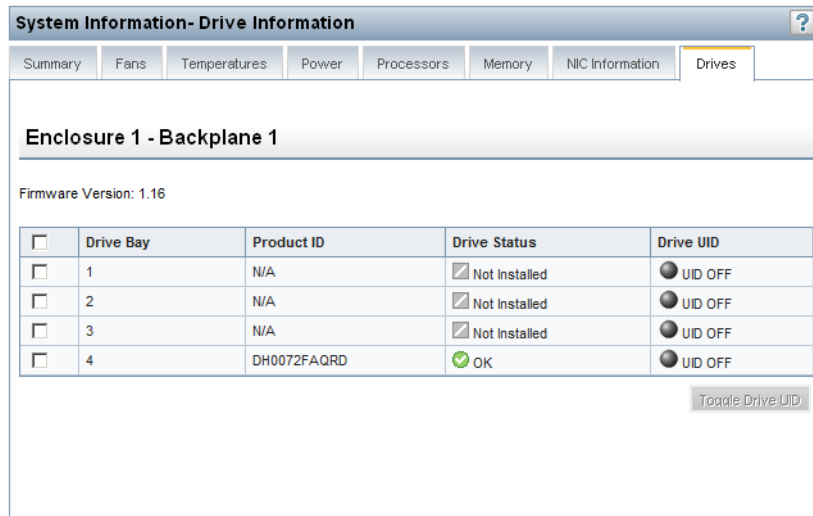 System Information- Drive Information ?
Summary Fans Temperatures Power Processors Memory NIC Information Drives
Enclosure 1 - Backplane 1
Firmware Version: 1.16
Drive Bay Product ID Drive Status Drive UID
1 N/A Not Installed UID OFF
2 N/A Not Installed UID OFF
3 N/A Not Installed UID OFF
4 DH0072FAQRD OK UID OFF
Toggle Drive UID